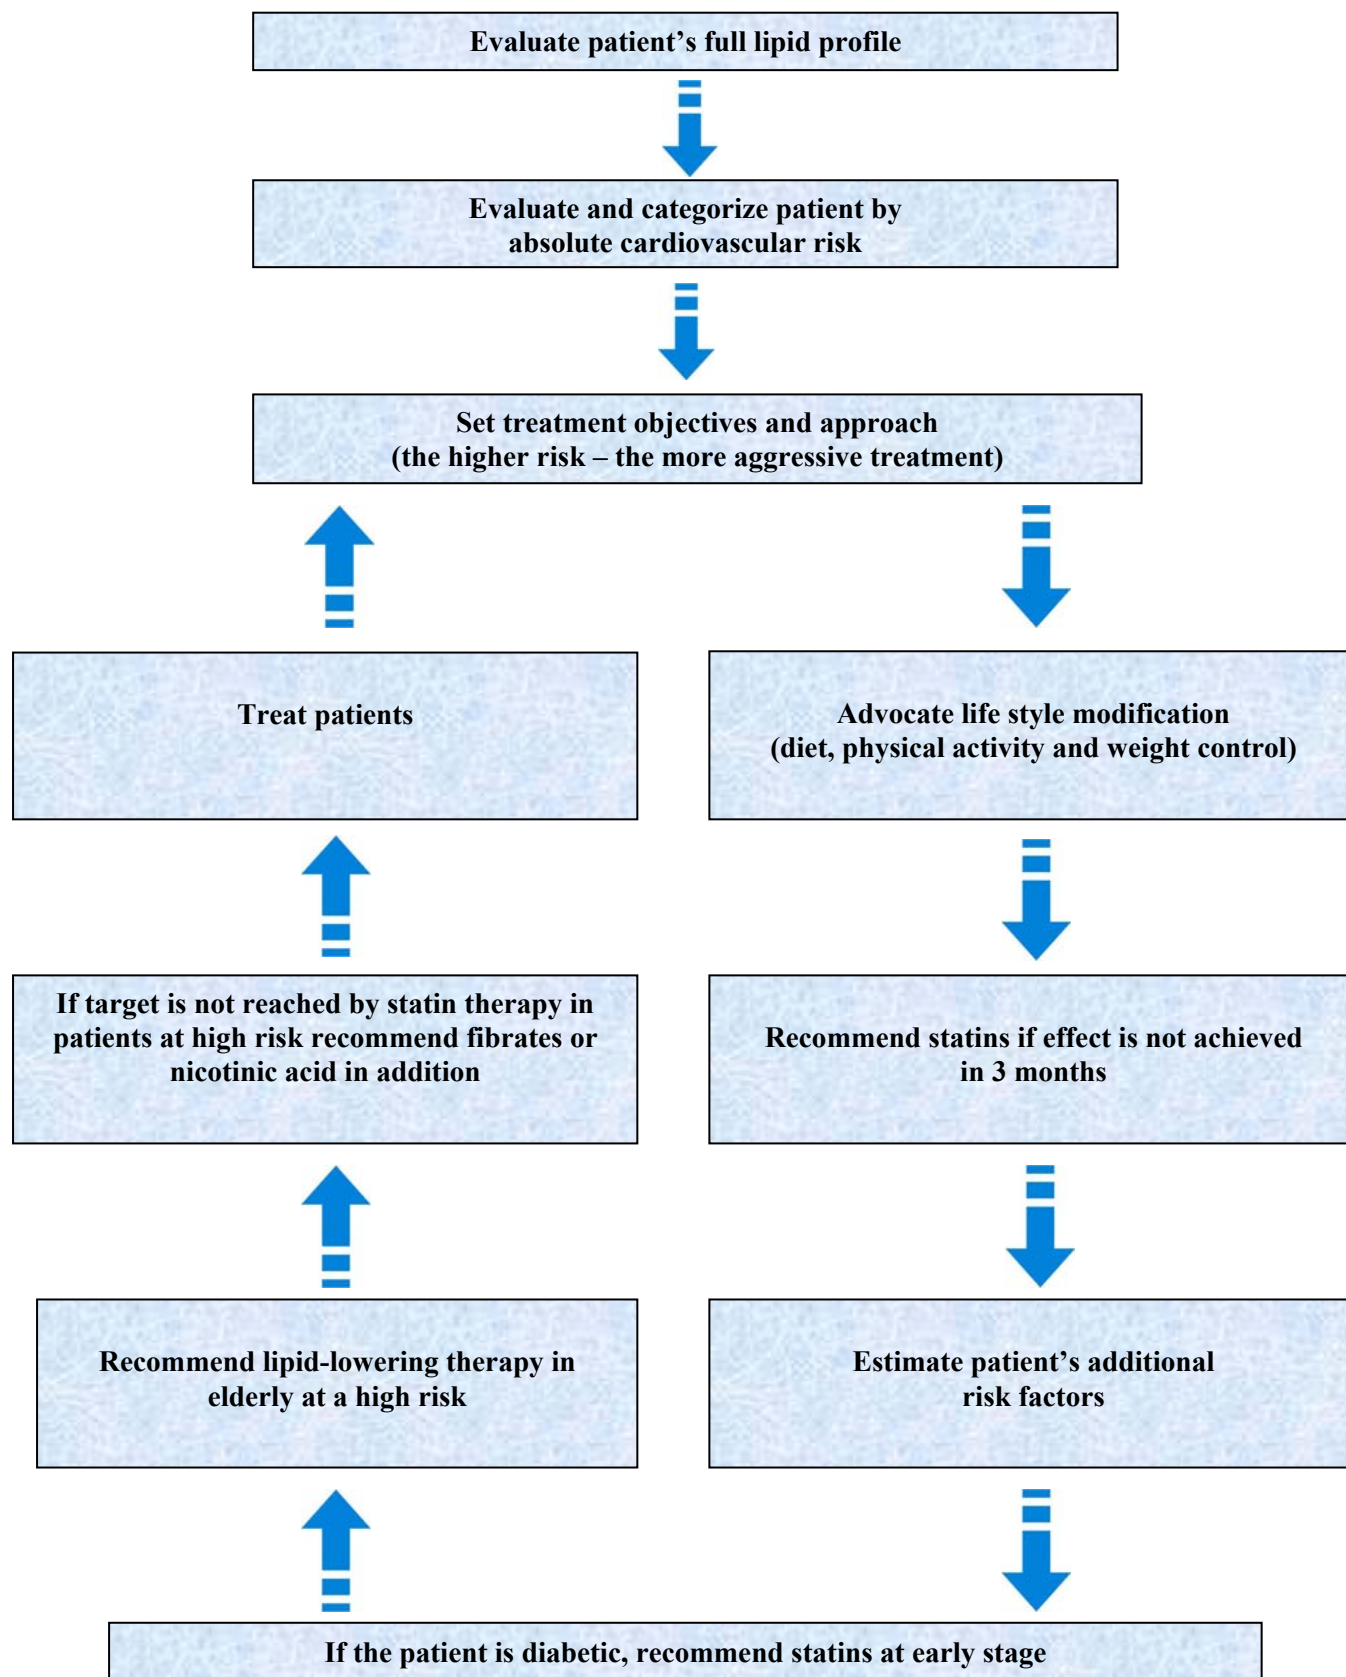 Evaluate patient’s full lipid profile
Evaluate and categorize patient by
absolute cardiovascular risk
Set treatment objectives and approach
(the higher risk – the more aggressive treatment)
Treat patients
Advocate life style modification
(diet, physical activity and weight control)
If target is not reached by statin therapy in
patients at high risk recommend fibrates or
nicotinic acid in addition
Recommend statins if effect is not achieved
in 3 months
Recommend lipid-lowering therapy in
elderly at a high risk
Estimate patient’s additional
risk factors
If the patient is diabetic, recommend statins at early stage